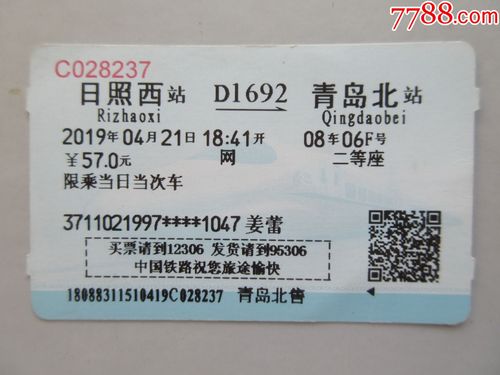 7788.com
C028237
日照西站 D1692 青岛北站
Rizhaoxi Qingdaobei
2019年04月21日 18:41开 08车06F号
￥57.0元 网 二等座
限乘当日当次车
3711021997****1047 姜蕾
买票请到12306 发货请到95306
中国铁路祝您旅途愉快
18088311510419C028237 青岛北售